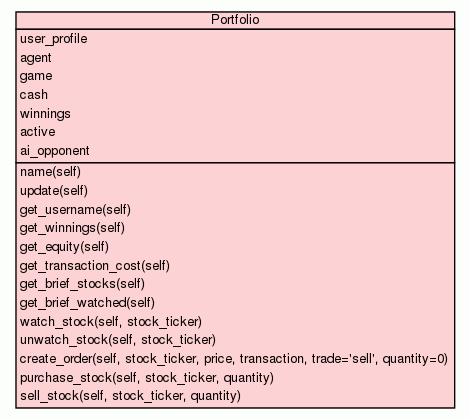 Portfolio
user_profile
agent
game
cash
winnings
active
ai_opponent
name(self)
update(self)
get_username(self)
get_winnings(self)
get_equity(self)
get_transaction_cost(self)
get_brief_stocks(self)
get_brief_watched(self)
watch_stock(self, stock_ticker)
unwatch_stock(self, stock_ticker)
create_order(self, stock_ticker, price, transaction, trade='sell', quantity=0)
purchase_stock(self, stock_ticker, quantity)
sell_stock(self, stock_ticker, quantity)